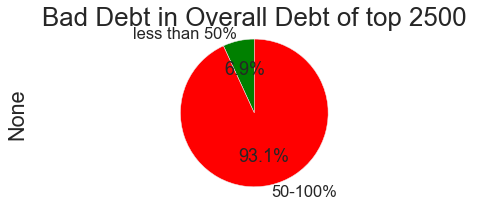 Bad Debt in Overall Debt of top 2500
less than 50%
6.9%
None
93.1%
50-100%